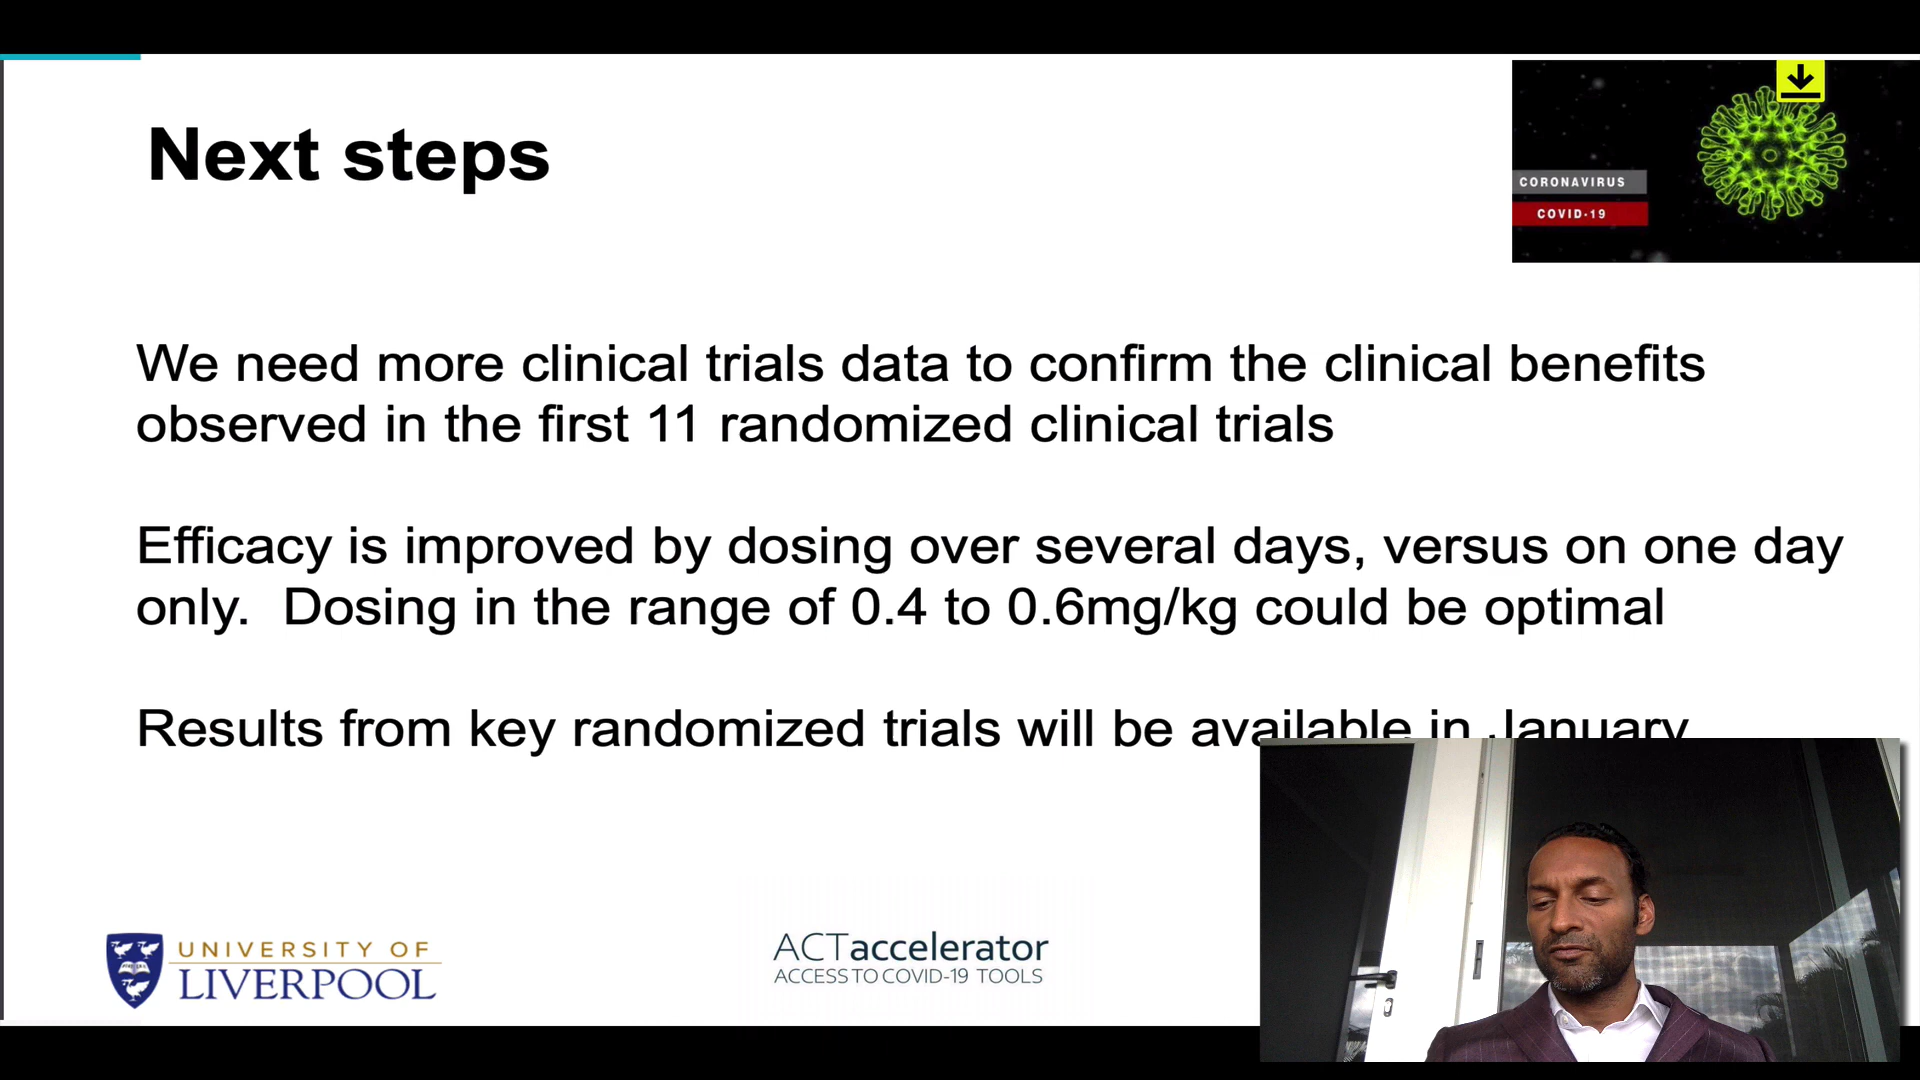 Next steps
CORONAVIRUS
COVID-19
We need more clinical trials data to confirm the clinical benefits
observed in the first 11 randomized clinical trials
Efficacy is improved by dosing over several days, versus on one day
only.  Dosing in the range of 0.4 to 0.6mg/kg could be optimal
Results from key randomized trials will be available in January
UNIVERSITY OF
LIVERPOOL
ACTaccelerator
ACCESS TO COVID-19 TOOLS